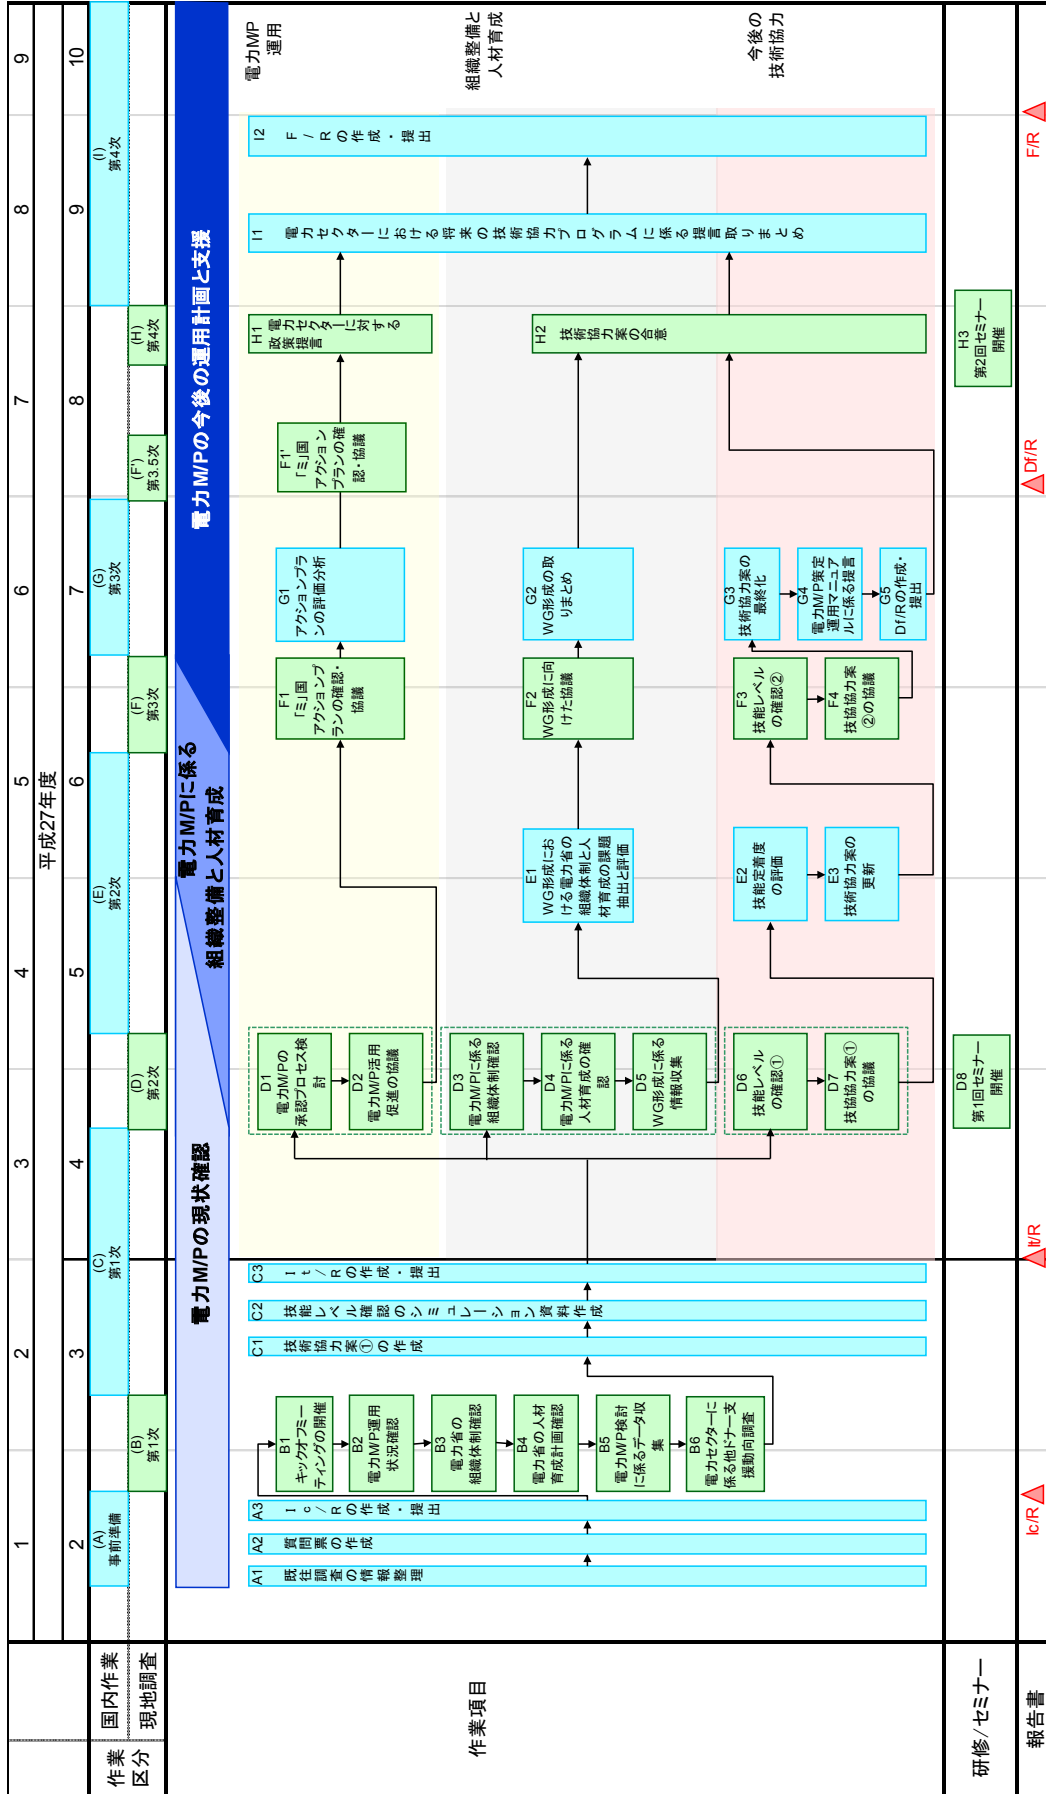 1 2 3 4 5 6 7 8 9
平成27年度
2 3 4 5 6 7 8 9 10
作業
区分
国内作業
現地調査
(A)
事前準備
(B)
第1次
(C)
第1次
(D)
第2次
(E)
第2次
(F)
第3次
(G)
第3次
(F')
第3.5次
(H)
第4次
(I)
第4次
作業項目
電力M/Pの現状確認
電力M/Pに係る
組織整備と人材育成
電力M/Pの今後の運用計画と支援
電力M/P
運用
組織整備と
人材育成
今後の
技術協力
A1 既往調査の情報整理
A2 質問票の作成
A3 Ic/Rの作成・提出
B1
キックオフミー
ティングの開催
B2
電力M/P運用
状況確認
B3
電力省の
組織体制確認
B4
電力省の人材
育成計画確認
B5
電力M/P検討
に係るデータ収
集
B6
電力セクターに
係る他ドナー支
援動向調査
C1 技術協力案①の作成
C2 技能レベル確認のシミュレーション資料作成
C3 It/Rの作成・提出
D1
電力M/Pの
承認プロセス検
討
D2
電力M/P活用
促進の協議
D3
電力M/Pに係る
組織体制確認
D4
電力M/Pに係る
人材育成の確
認
D5
WG形成に係る
情報収集
D6
技能レベル
の確認①
D7
技協協力案①
の協議
E1
WG形成にお
ける電力省の
組織体制と人
材育成の課題
抽出と評価
E2
技能定着度
の評価
E3
技術協力案の
更新
F1
「ミ」国
アクションプ
ランの確認・
協議
F2
WG形成に向
けた協議
F3
技能レベル
の確認②
F4
技協協力案
②の協議
G1
アクションプラ
ンの評価分析
G2
WG形成の取
りまとめ
G3
技術協力案の
最終化
G4
電力M/P策定
運用マニュア
ルに係る提言
G5
Df/Rの作成・
提出
F1'
「ミ」国
アクション
プランの確
認・協議
H1 電力セクターに対する
政策提言
H2 技術協力案の合意
I1 電力セクターにおける将来の技術協力プログラムに係る提言取りまとめ
I2 F/Rの作成・提出
研修/セミナー
D8
第1回セミナー
開催
H3
第2回セミナー
開催
報告書
Ic/R
It/R
Df/R
F/R